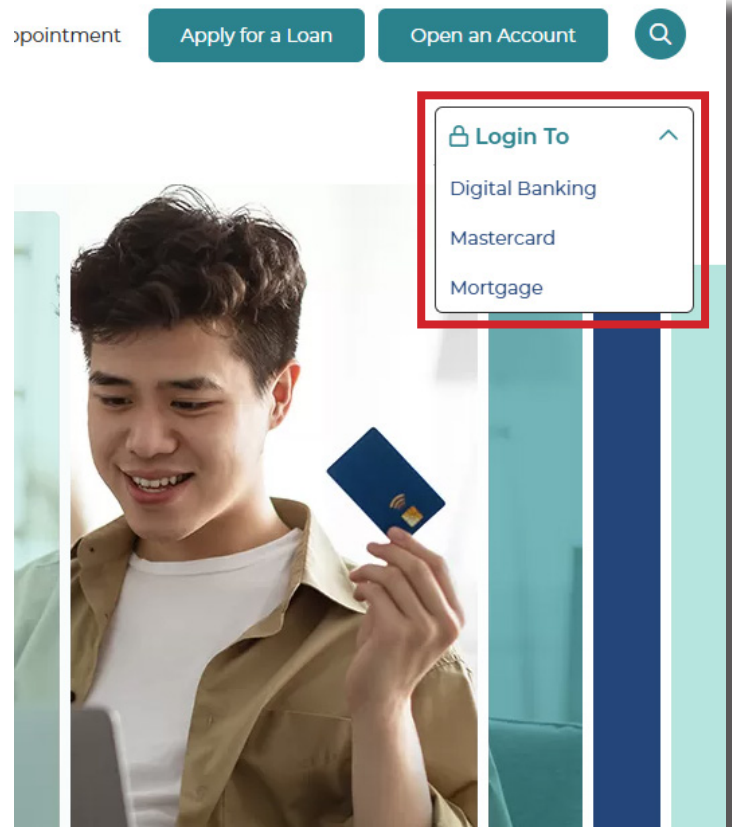 Apply for a Loan
Open an Account
Login To
Digital Banking
Mastercard
Mortgage